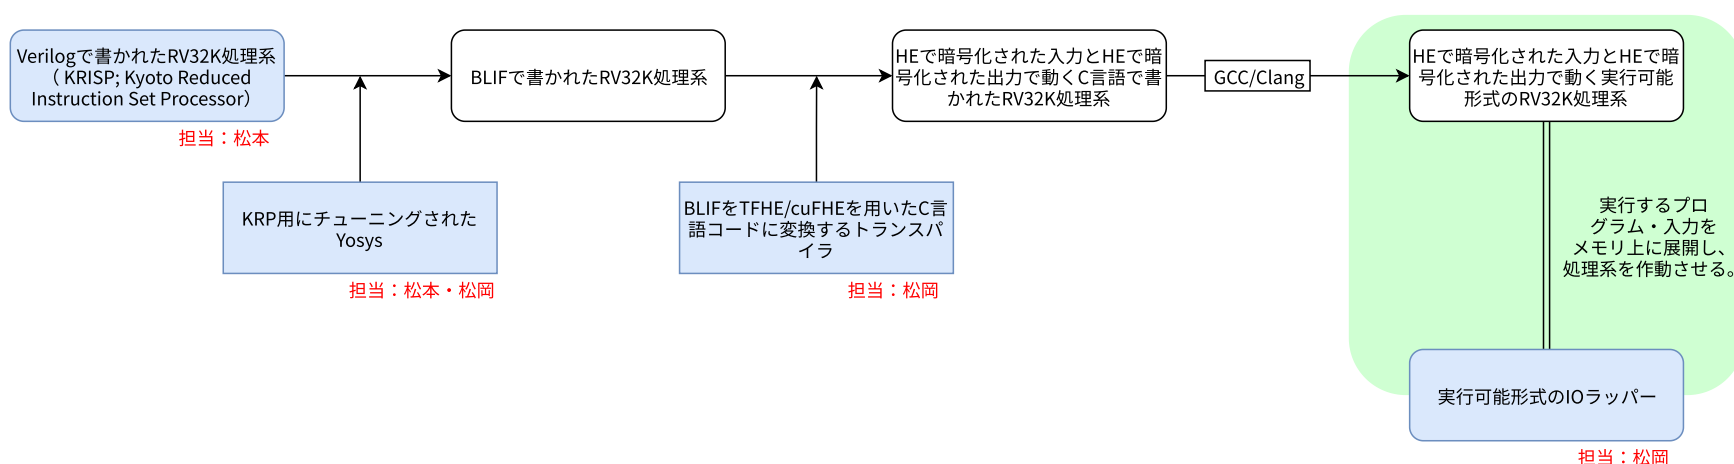 Verilogで書かれたRV32K処理系
（ KRISP; Kyoto Reduced
Instruction Set Processor）
担当：松本
BLIFで書かれたRV32K処理系
HEで暗号化された入力とHEで暗
号化された出力で動くC言語で書
かれたRV32K処理系
GCC/Clang
HEで暗号化された入力とHEで暗
号化された出力で動く実行可能
形式のRV32K処理系
KRP用にチューニングされた
Yosys
担当：松本・松岡
BLIFをTFHE/cuFHEを用いたC言
語コードに変換するトランスパ
イラ
担当：松岡
実行するプロ
グラム・入力を
メモリ上に展開し、
処理系を作動させる。
実行可能形式のIOラッパー
担当：松岡